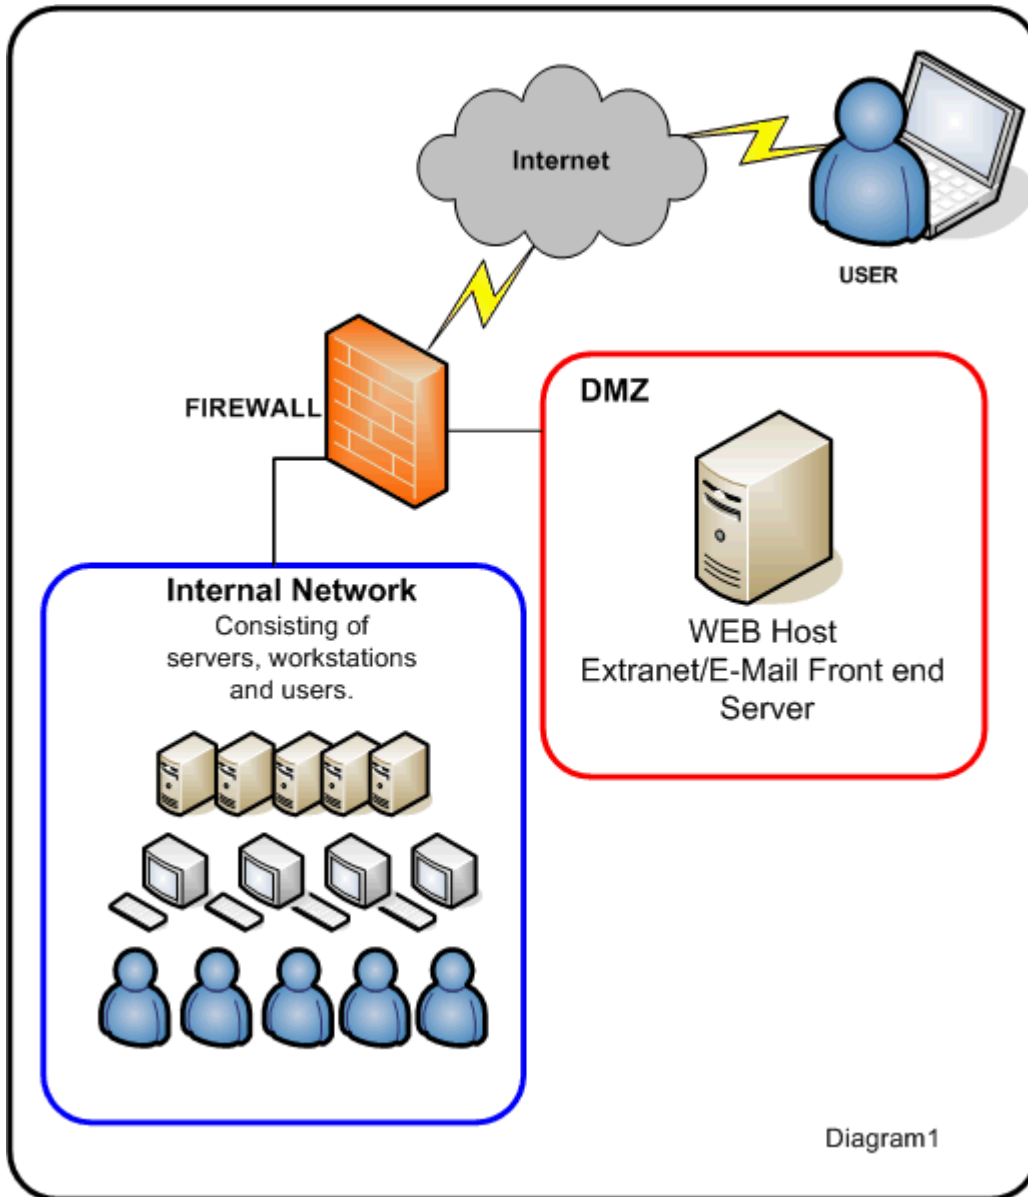 Internet
USER
FIREWALL
DMZ
WEB Host
Extranet/E-Mail Front end
Server
Internal Network
Consisting of
servers, workstations
and users.
Diagram1